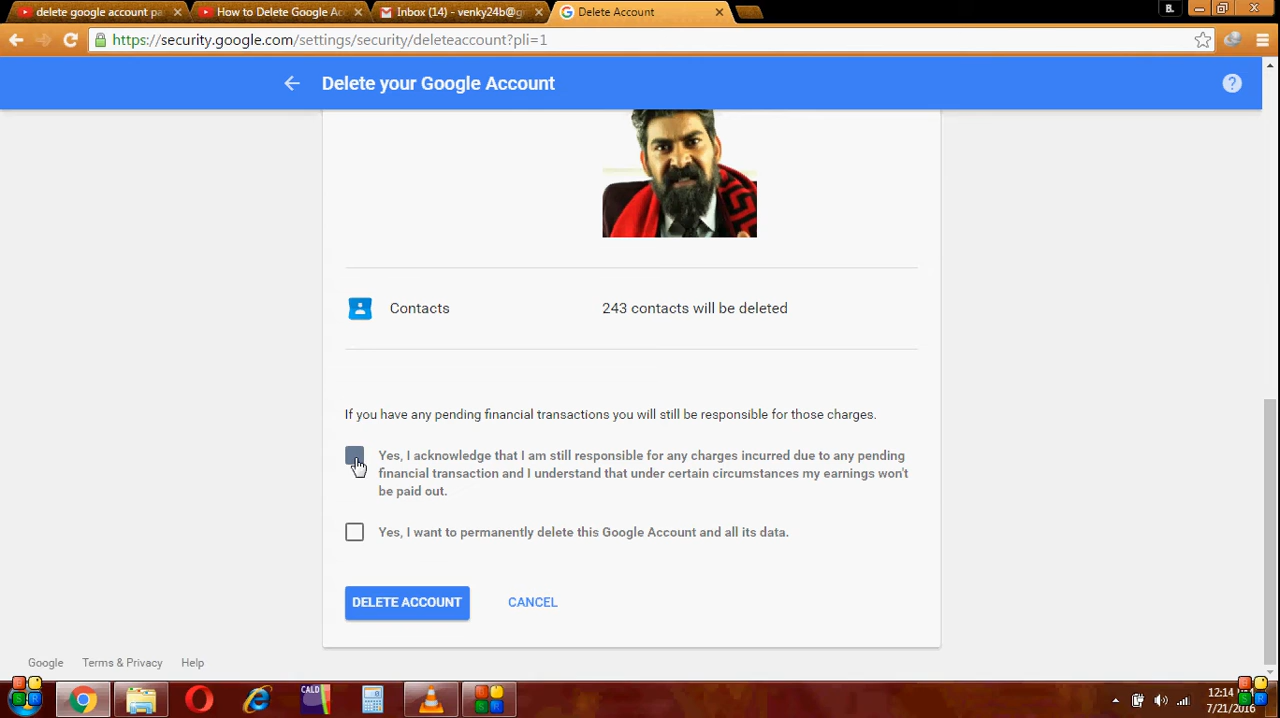 delete google account pa
How to Delete Google Ac
Inbox (14) - venky24b@g
Delete Account
B.
https://security.google.com/settings/security/deleteaccount?pli=1
Delete your Google Account
Contacts
243 contacts will be deleted
If you have any pending financial transactions you will still be responsible for those charges.
Yes, I acknowledge that I am still responsible for any charges incurred due to any pending
financial transaction and I understand that under certain circumstances my earnings won't
be paid out.
Yes, I want to permanently delete this Google Account and all its data.
DELETE ACCOUNT
CANCEL
Google
Terms & Privacy
Help
CALD
12:14
7/21/2016